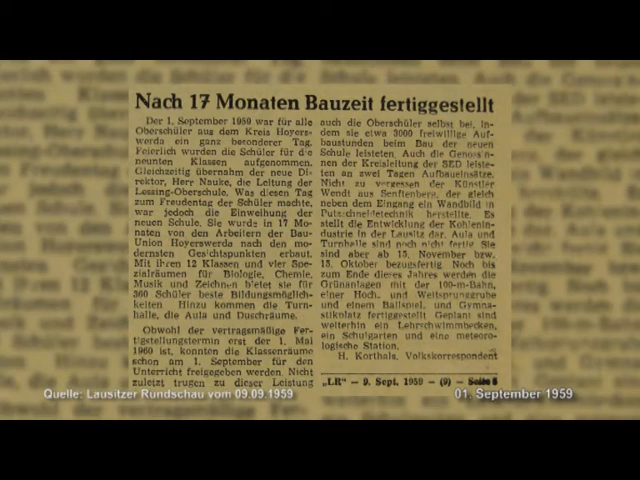 Nach 17 Monaten Bauzeit fertiggestellt
Der 1. September 1959 war für alle
Oberschüler aus dem Kreis Hoyers-
werda ein ganz besonderer Tag.
Feierlich wurden die Schüler für die
neunten Klassen aufgenommen.
Gleichzeitig übernahm der neue Di-
rektor, Herr Nauke, die Leitung der
Lessing-Oberschule. Was diesen Tag
zum Freudentag der Schüler machte,
war jedoch die Einweihung der
neuen Schule. Sie wurde in 17 Mo-
naten von den Arbeitern der Bau-
Union Hoyerswerda nach den mo-
dernsten Gesichtspunkten erbaut.
Mit ihren 12 Klassen und vier Spe-
zialräumen für Biologie, Chemie,
Musik und Zeichnen bietet sie für
360 Schüler beste Bildungsmöglich-
keiten. Hinzu kommen die Turn-
halle, die Aula und Duschräume.
Obwohl der vertragsmäßige Fer-
tigstellungstermin erst der 1. Mai
1960 ist, konnten die Klassenräume
schon am 1. September für den
Unterricht freigegeben werden. Nicht
zuletzt trugen zu dieser Leistung
auch die Oberschüler selbst bei, in-
dem sie etwa 3000 freiwillige Auf-
baustunden beim Bau der neuen
Schule leisteten. Auch die Genossinnen
der Kreisleitung der SED leiste-
ten an zwei Tagen Aufbaueinsätze.
Nicht zu vergessen der Künstler
Wendt aus Senftenberg, der gleich
neben dem Eingang ein Wandbild in
Putzschneidetechnik herstellte. Es
stellt die Entwicklung der Kohlenin-
dustrie in der Lausitz dar. Aula und
Turnhalle sind noch nicht fertig. Sie
sind aber ab 15. November bzw.
15. Oktober bezugsfertig. Noch bis
zum Ende dieses Jahres werden die
Grünanlagen mit der 100-m-Bahn,
einer Hoch- und Weitsprunggrube
und einem Ballspiel- und Gymna-
stikplatz fertiggestellt. Geplant sind
weiterhin ein Lehrschwimmbecken,
ein Schulgarten und eine meteoro-
logische Station.
H. Korthals, Volkskorrespondent
„LR“ — 9. Sept. 1959 — (9) — Seite 5
Quelle: Lausitzer Rundschau vom 09.09.1959
01. September 1959